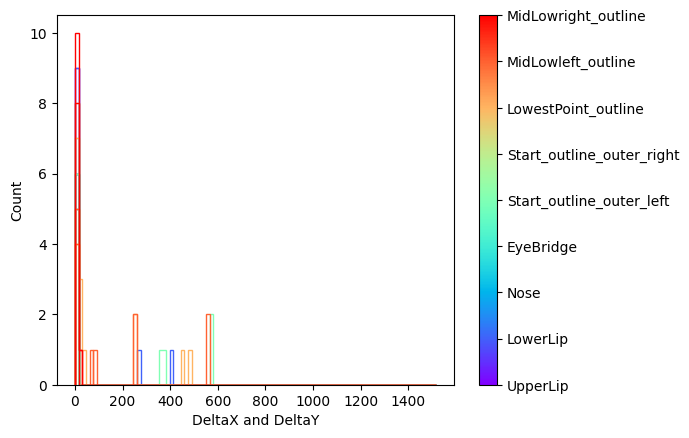 10
8
6
4
2
0
Count
0 200 400 600 800 1000 1200 1400
DeltaX and DeltaY
MidLowright_outline
MidLowleft_outline
LowestPoint_outline
Start_outline_outer_right
Start_outline_outer_left
EyeBridge
Nose
LowerLip
UpperLip